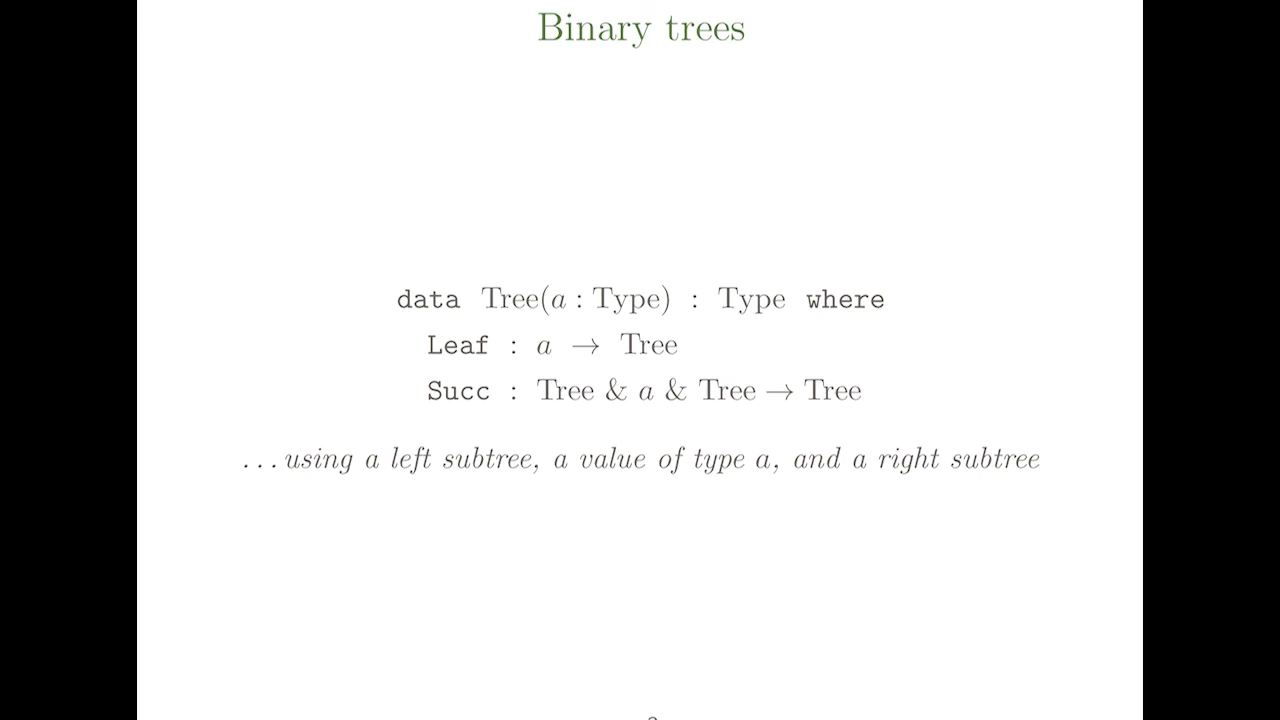 Binary trees
data Tree(a : Type) : Type where
Leaf : a → Tree
Succ : Tree & a & Tree → Tree
...using a left subtree, a value of type a, and a right subtree